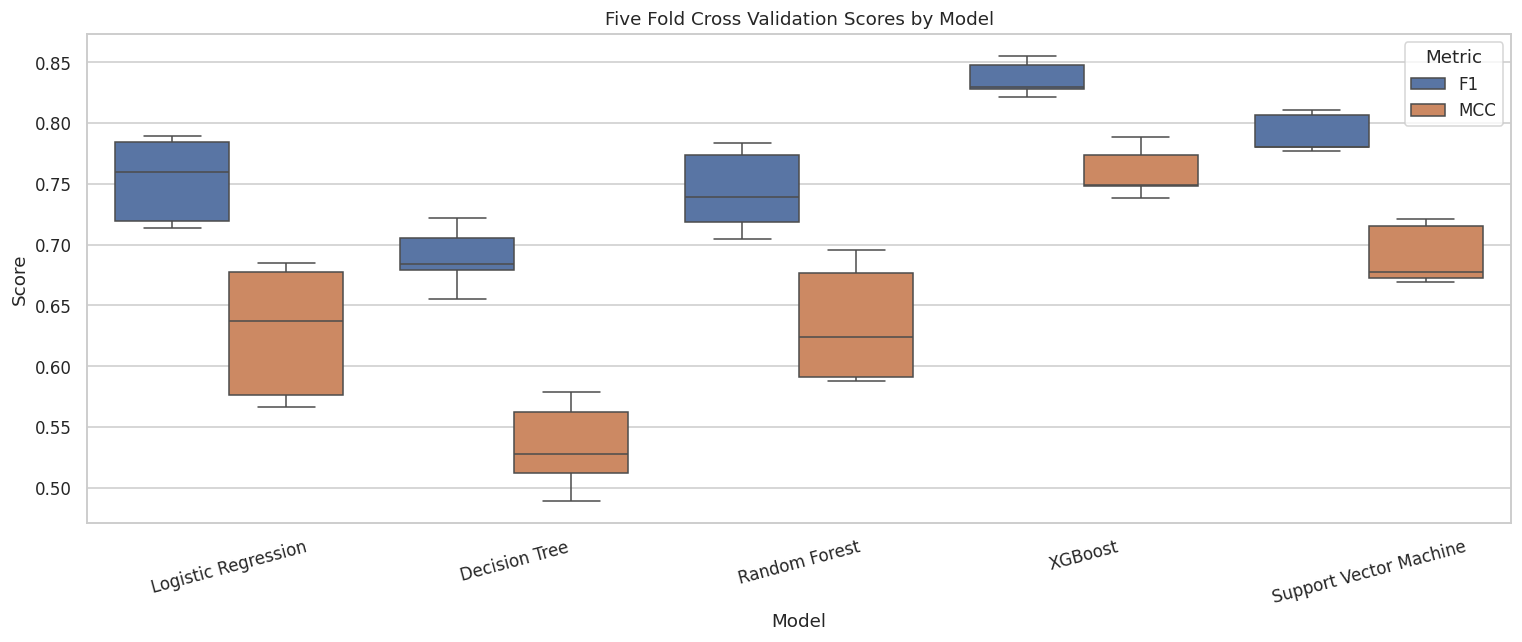 Five Fold Cross Validation Scores by Model
Metric
F1
MCC
Score
0.85
0.80
0.75
0.70
0.65
0.60
0.55
0.50
Logistic Regression
Decision Tree
Random Forest
XGBoost
Support Vector Machine
Model